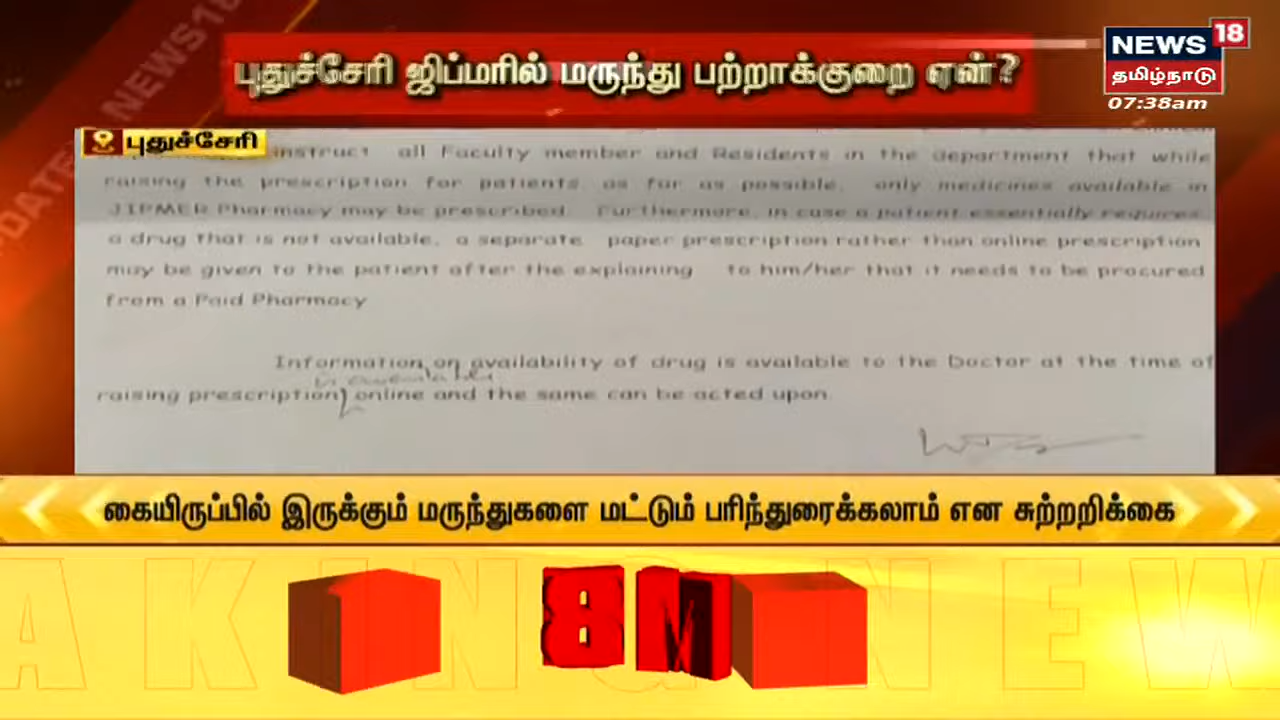 புதுச்சேரி ஜிப்மரில் மருந்து பற்றாக்குறை ஏன்?
NEWS 18
தமிழ்நாடு
07:38am
புதுச்சேரி
instruct all Faculty member and Residents in the department that while
raising the prescription for patients, as far as possible, only medicines available in
JIPMER Pharmacy may be prescribed. Furthermore, in case a patient essentially requires
a drug that is not available, a separate paper prescription rather than online prescription
may be given to the patient after the explaining to him/her that it needs to be procured
from a Paid Pharmacy
Information on availability of drug is available to the Doctor at the time of
is available
raising prescription, online and the same can be acted upon
கையிருப்பில் இருக்கும் மருந்துகளை மட்டும் பரிந்துரைக்கலாம் என சுற்றறிக்கை
8M